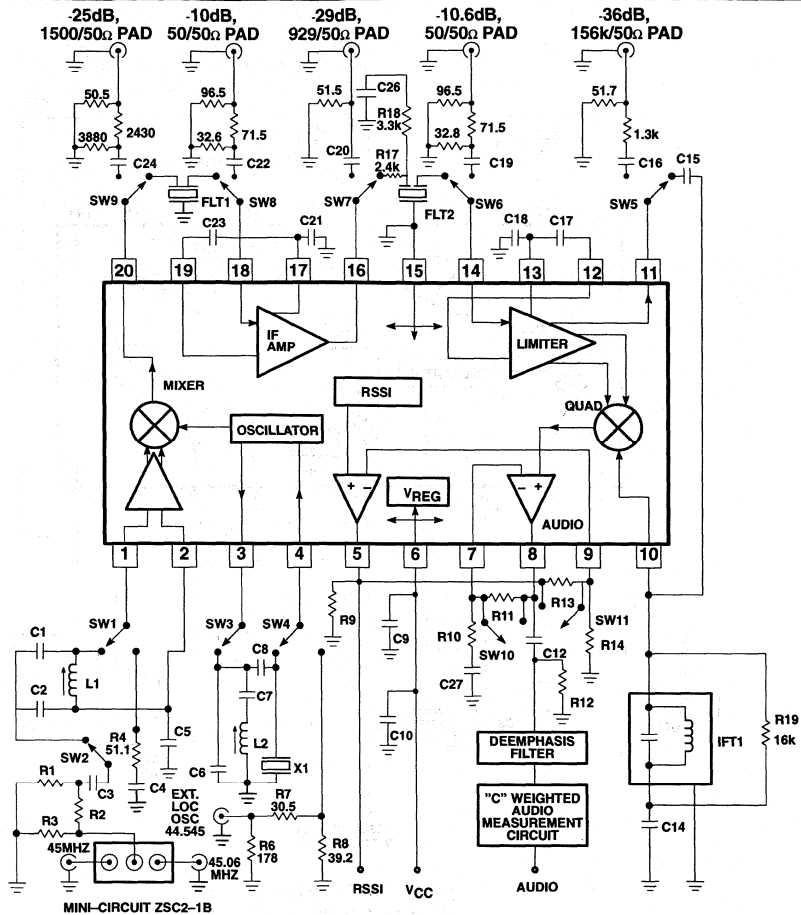 -25dB,
1500/50Ω PAD
-10dB,
50/50Ω PAD
-29dB,
929/50Ω PAD
-10.6dB,
50/50Ω PAD
-36dB,
156k/50Ω PAD
50.5
2430
3880
C24
96.5
71.5
32.6
C22
51.5
C20
C26
R18
3.3k
R17
2.4k
96.5
71.5
32.8
C19
51.7
1.3k
C16
C15
SW9
FLT1
SW8
SW7
FLT2
SW6
SW5
C23
C21
C18
C17
20
19
18
17
16
15
14
13
12
11
IF
AMP
LIMITER
MIXER
RSSI
QUAD
OSCILLATOR
+ −
VREG
− +
AUDIO
1
2
3
4
5
6
7
8
9
10
SW1
SW3
SW4
R9
R11
R13
SW11
R14
C1
L1
C2
C8
C7
C9
R10
SW10
C12
C27
R12
R4
51.1
C5
SW2
L2
C10
R19
16k
IFT1
C6
X1
R1
C3
C4
R2
R3
EXT.
LOC
OSC
44.545
R7
30.5
DEEMPHASIS
FILTER
"C" WEIGHTED
AUDIO
MEASUREMENT
CIRCUIT
C14
R6
178
R8
39.2
45MHZ
45.06
MHZ
RSSI
VCC
AUDIO
MINI–CIRCUIT ZSC2–1B